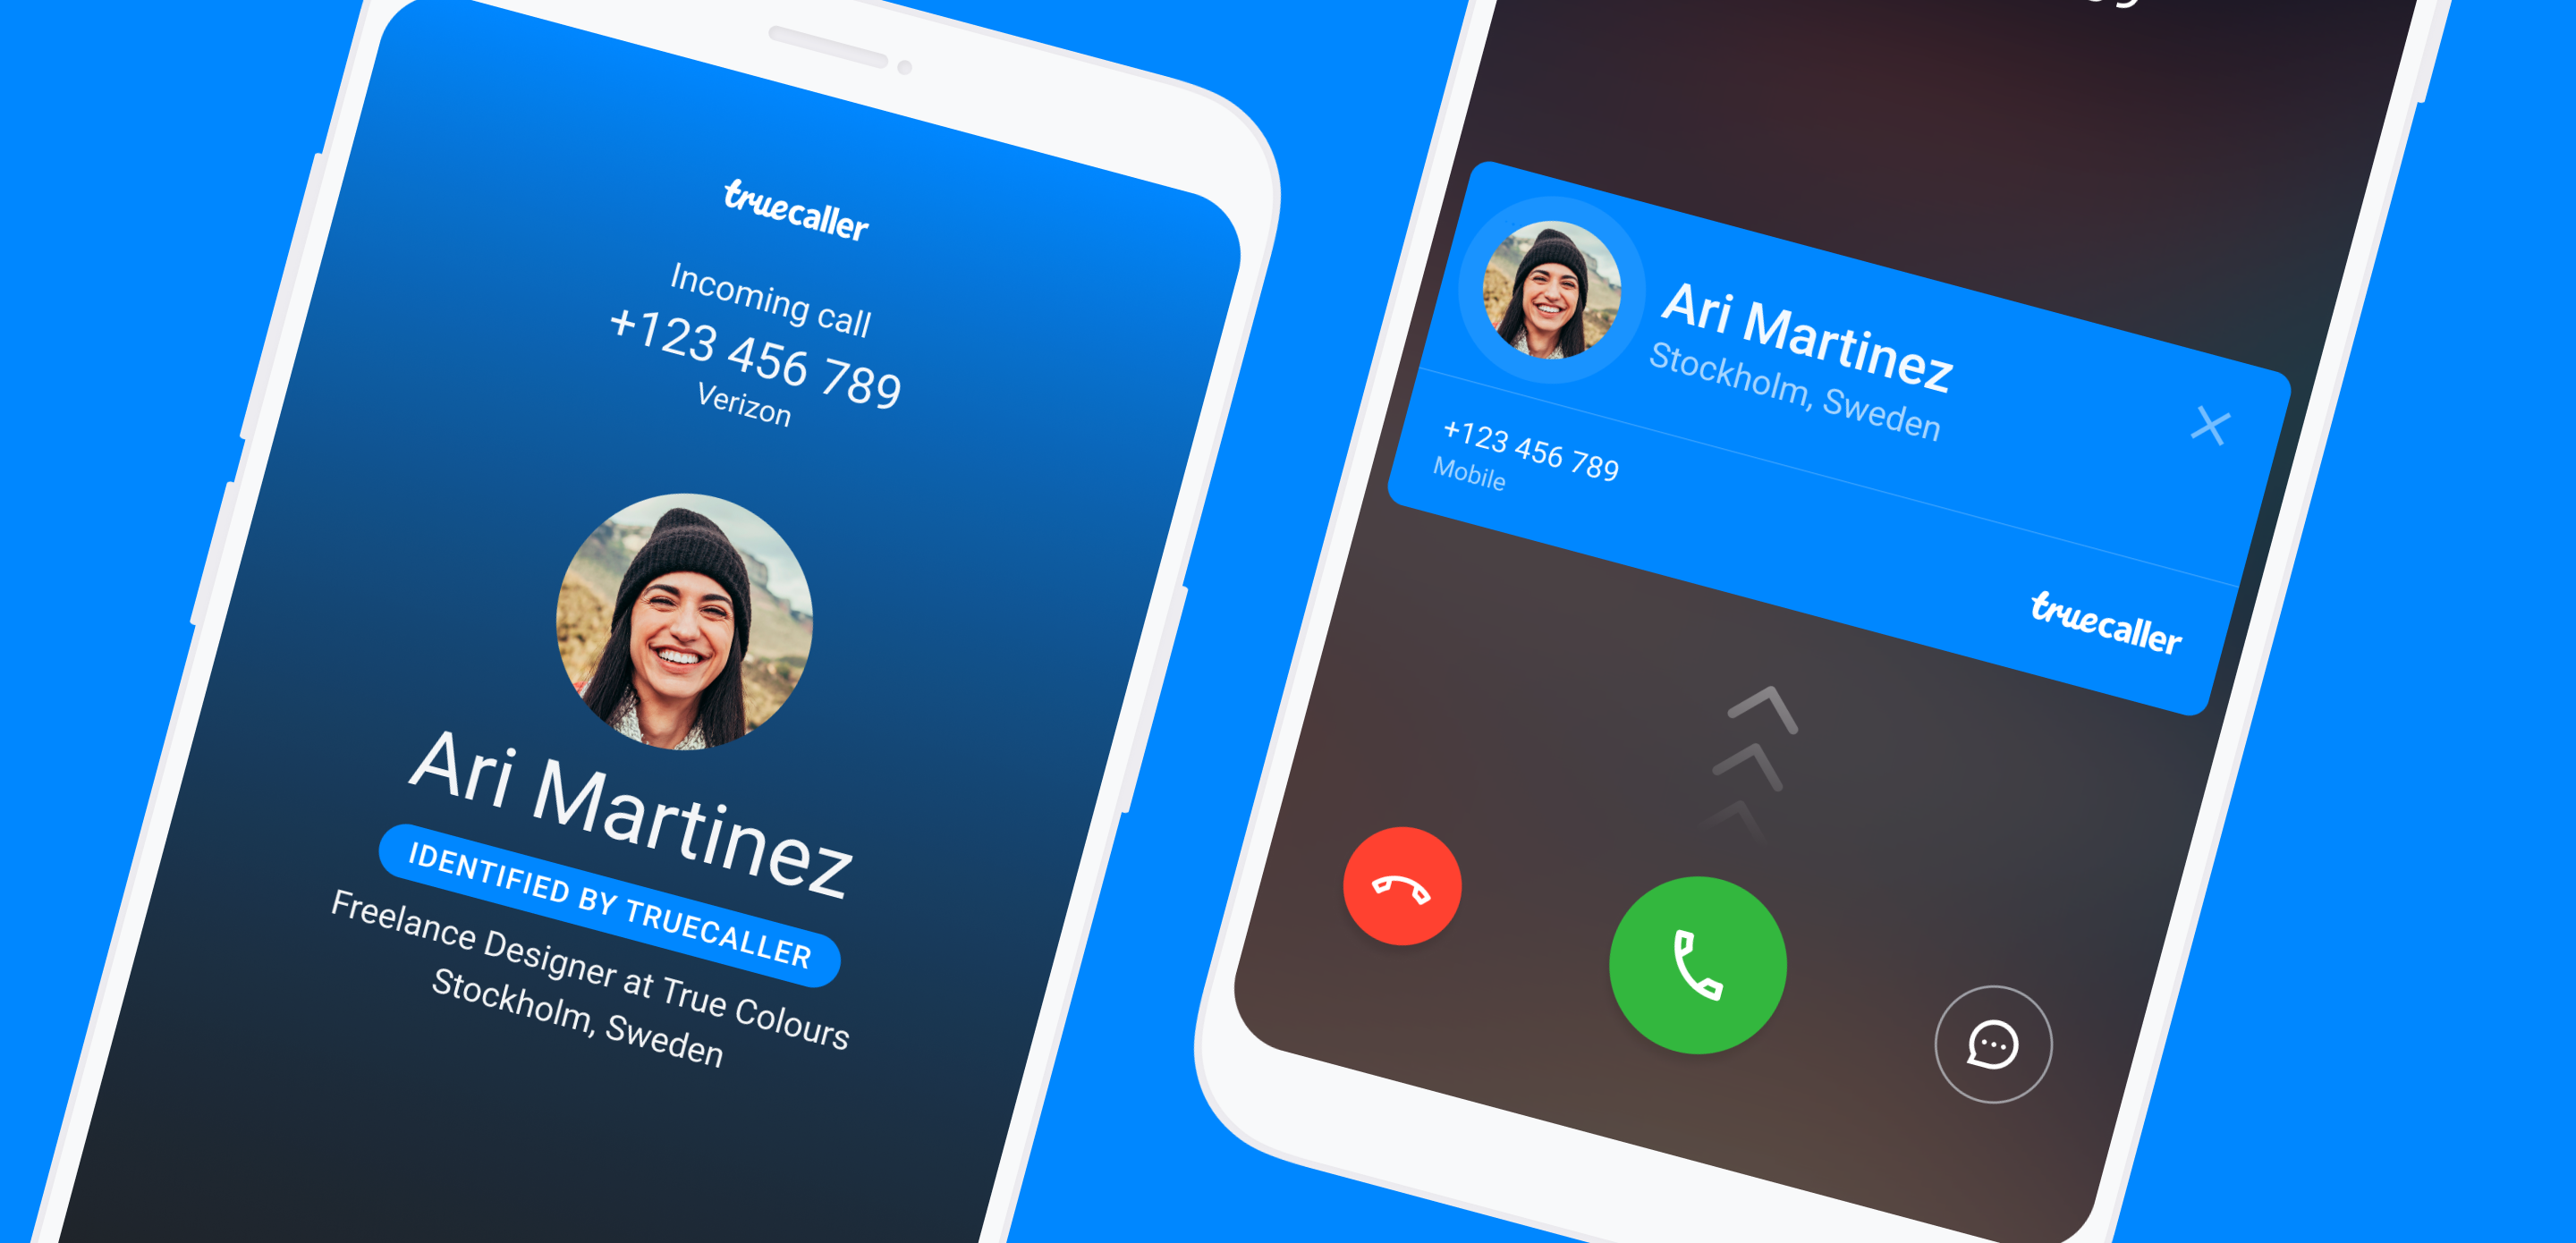 truecaller
Incoming call
+123 456 789
Verizon
Ari Martinez
IDENTIFIED BY TRUECALLER
Freelance Designer at True Colours
Stockholm, Sweden
Ari Martinez
Stockholm, Sweden
+123 456 789
Mobile
truecaller